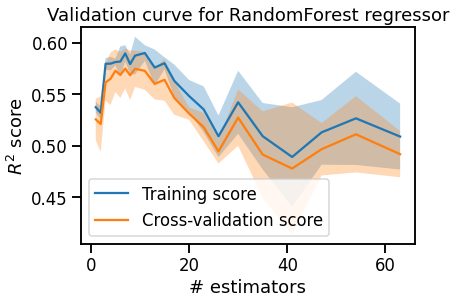 Validation curve for RandomForest regressor
0.60
0.55
0.50
0.45
R² score
Training score
Cross-validation score
0
20
40
60
# estimators